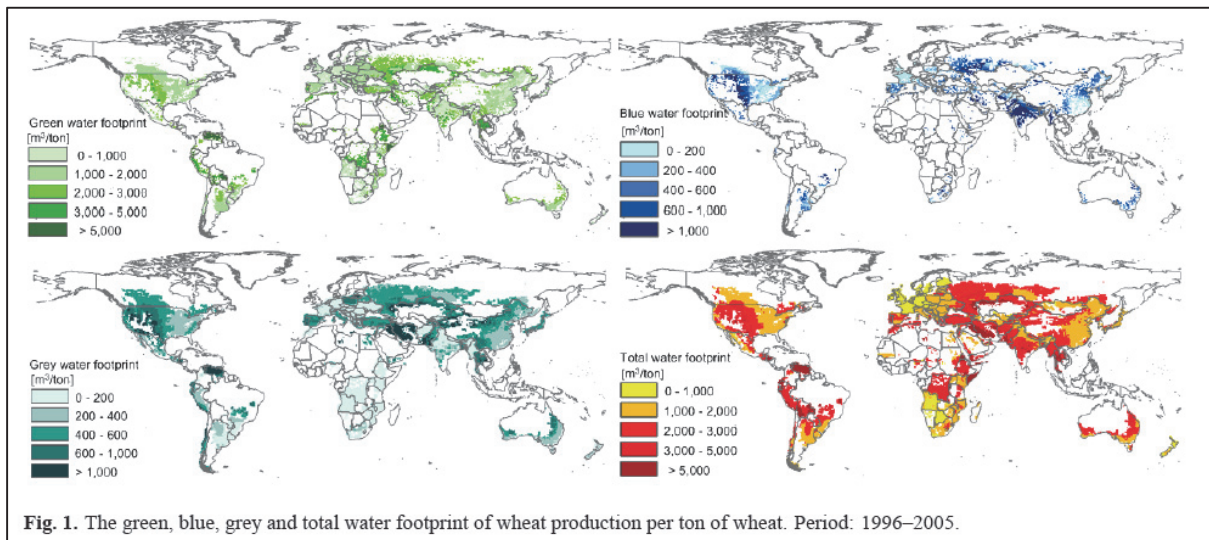 Green water footprint
[m³/ton]
0 - 1,000
1,000 - 2,000
2,000 - 3,000
3,000 - 5,000
> 5,000
Blue water footprint
[m³/ton]
0 - 200
200 - 400
400 - 600
600 - 1,000
> 1,000
Grey water footprint
[m³/ton]
0 - 200
200 - 400
400 - 600
600 - 1,000
> 1,000
Total water footprint
[m³/ton]
0 - 1,000
1,000 - 2,000
2,000 - 3,000
3,000 - 5,000
> 5,000
Fig. 1. The green, blue, grey and total water footprint of wheat production per ton of wheat. Period: 1996–2005.